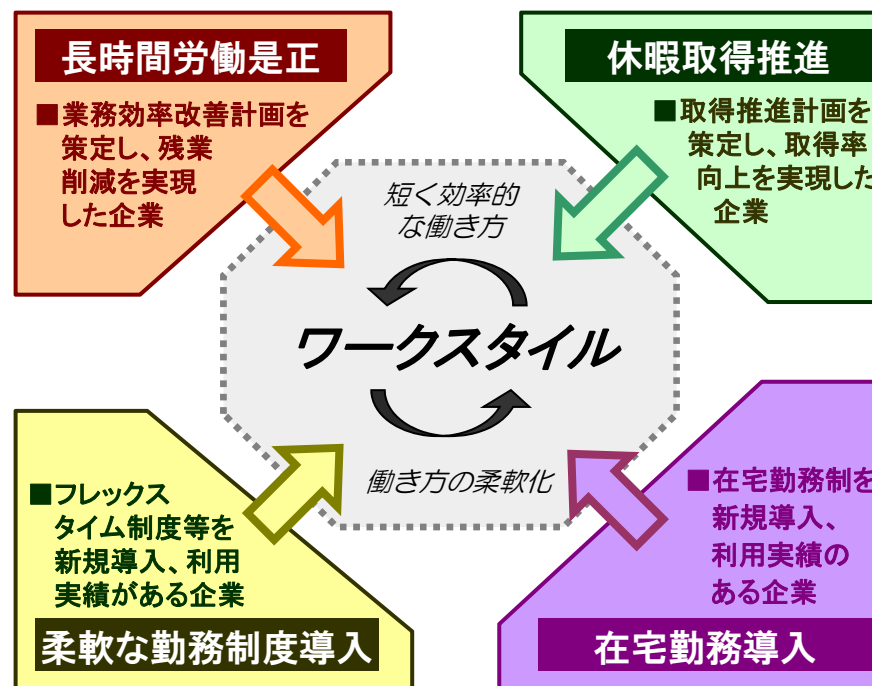 長時間労働是正
■業務効率改善計画を
策定し、残業
削減を実現
した企業
休暇取得推進
■取得推進計画を
策定し、取得率
向上を実現した
企業
短く効率的
な働き方
ワークスタイル
働き方の柔軟化
■フレックス
タイム制度等を
新規導入、利用
実績がある企業
柔軟な勤務制度導入
■在宅勤務制を
新規導入、
利用実績の
ある企業
在宅勤務導入